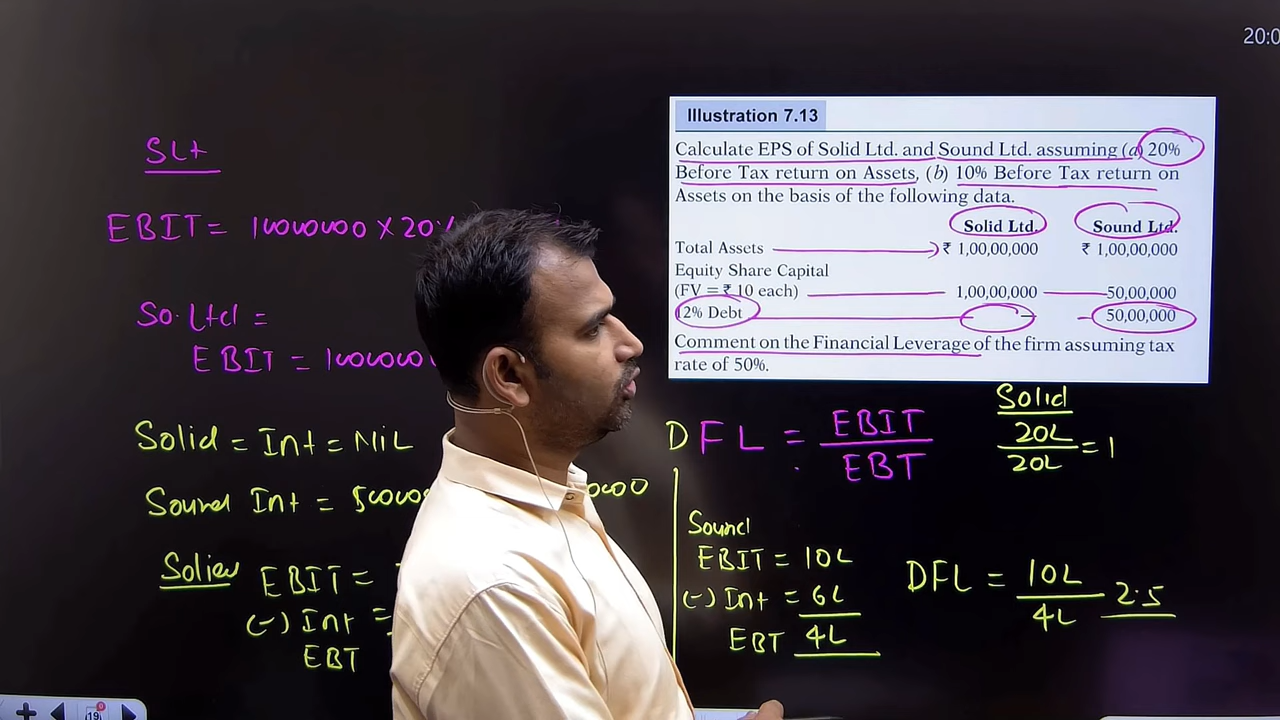 20:0
SLt
EBIT = 10000000 X 20%
So. Ltd =
EBIT = 1000000
Solid = Int = NiL
Sound Int = 50000 0000
EBIT =
(-) Int =
EBT
Illustration 7.13
Calculate EPS of Solid Ltd. and Sound Ltd. assuming (a) 20%
Before Tax return on Assets, (b) 10% Before Tax return on
Assets on the basis of the following data.
Solid Ltd. Sound Ltd.
Total Assets ₹ 1,00,00,000 ₹ 1,00,00,000
Equity Share Capital
(FV = ₹ 10 each) 1,00,00,000 50,00,000
12% Debt – 50,00,000
Comment on the Financial Leverage of the firm assuming tax
rate of 50%.
DFL = EBIT / EBT
Solid
20L / 20L = 1
Sound
EBIT = 10L
(-) Int = 6L
EBT 4L
DFL = 10L / 4L 2.5
19